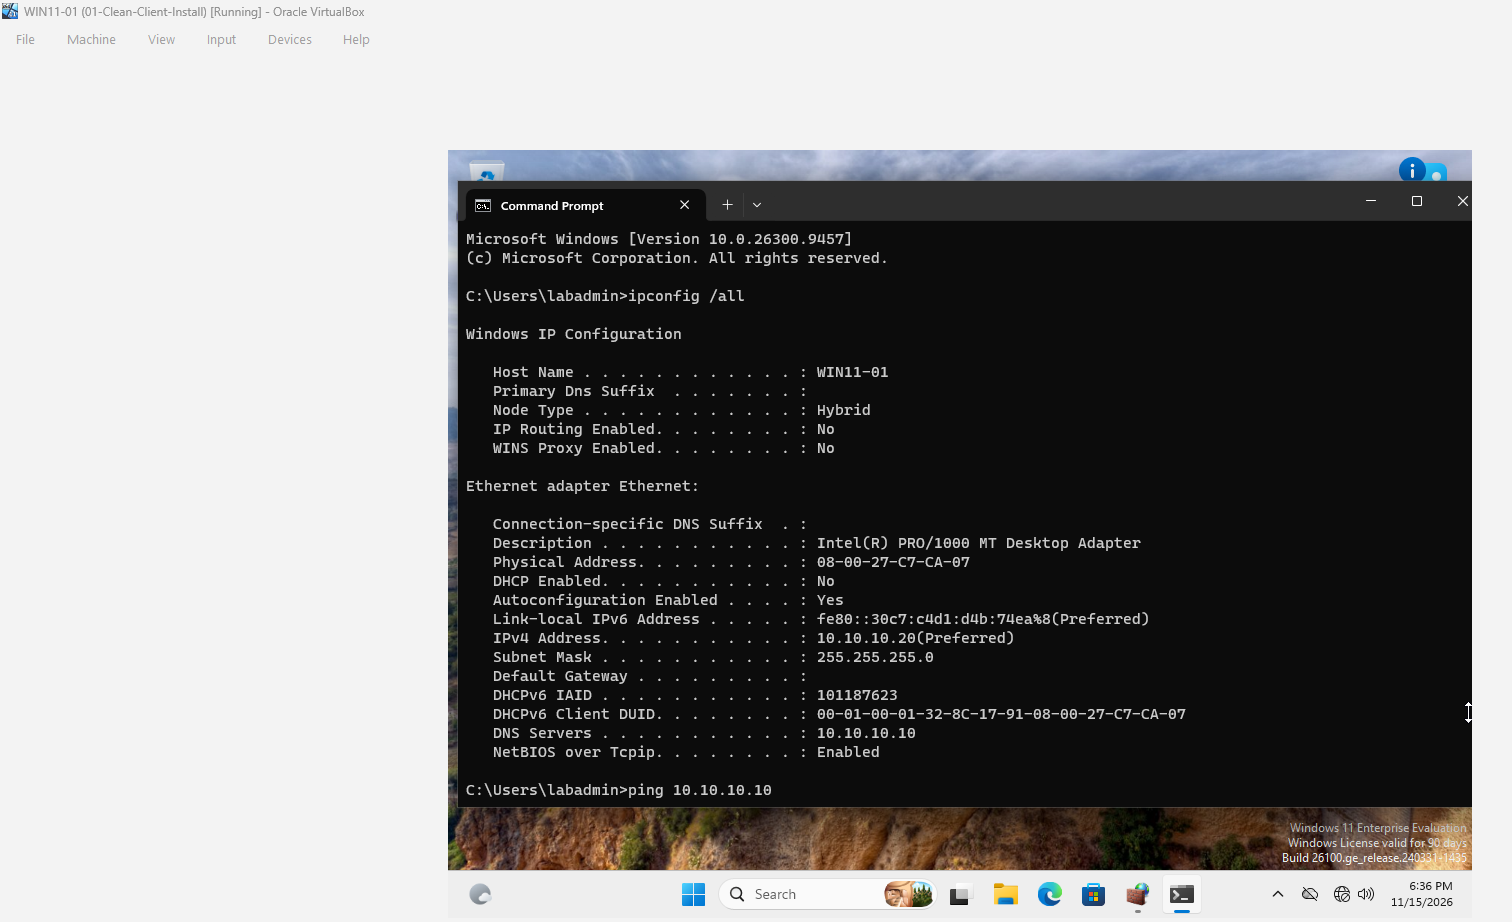 WIN11-01 (01-Clean-Client-Install) [Running] - Oracle VirtualBox
File Machine View Input Devices Help
Command Prompt
Microsoft Windows [Version 10.0.26300.9457]
(c) Microsoft Corporation. All rights reserved.
C:\Users\labadmin>ipconfig /all
Windows IP Configuration
Host Name . . . . . . . . . . . . : WIN11-01
Primary Dns Suffix  . . . . . . . :
Node Type . . . . . . . . . . . . : Hybrid
IP Routing Enabled. . . . . . . . : No
WINS Proxy Enabled. . . . . . . . : No
Ethernet adapter Ethernet:
Connection-specific DNS Suffix  . :
Description . . . . . . . . . . . : Intel(R) PRO/1000 MT Desktop Adapter
Physical Address. . . . . . . . . : 08-00-27-C7-CA-07
DHCP Enabled. . . . . . . . . . . : No
Autoconfiguration Enabled . . . . : Yes
Link-local IPv6 Address . . . . . : fe80::30c7:c4d1:d4b:74ea%8(Preferred)
IPv4 Address. . . . . . . . . . . : 10.10.10.20(Preferred)
Subnet Mask . . . . . . . . . . . : 255.255.255.0
Default Gateway . . . . . . . . . :
DHCPv6 IAID . . . . . . . . . . . : 101187623
DHCPv6 Client DUID. . . . . . . . : 00-01-00-01-32-8C-17-91-08-00-27-C7-CA-07
DNS Servers . . . . . . . . . . . : 10.10.10.10
NetBIOS over Tcpip. . . . . . . . : Enabled
C:\Users\labadmin>ping 10.10.10.10
Windows 11 Enterprise Evaluation
Windows License valid for 90 days
Build 26100.ge_release.240331-1435
Search
6:36 PM
11/15/2026